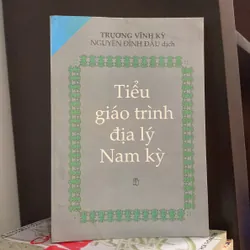 TRƯƠNG VĨNH KÝ
NGUYỄN ĐÌNH ĐẦU dịch
Tiểu
giáo trình
địa lý
Nam kỳ